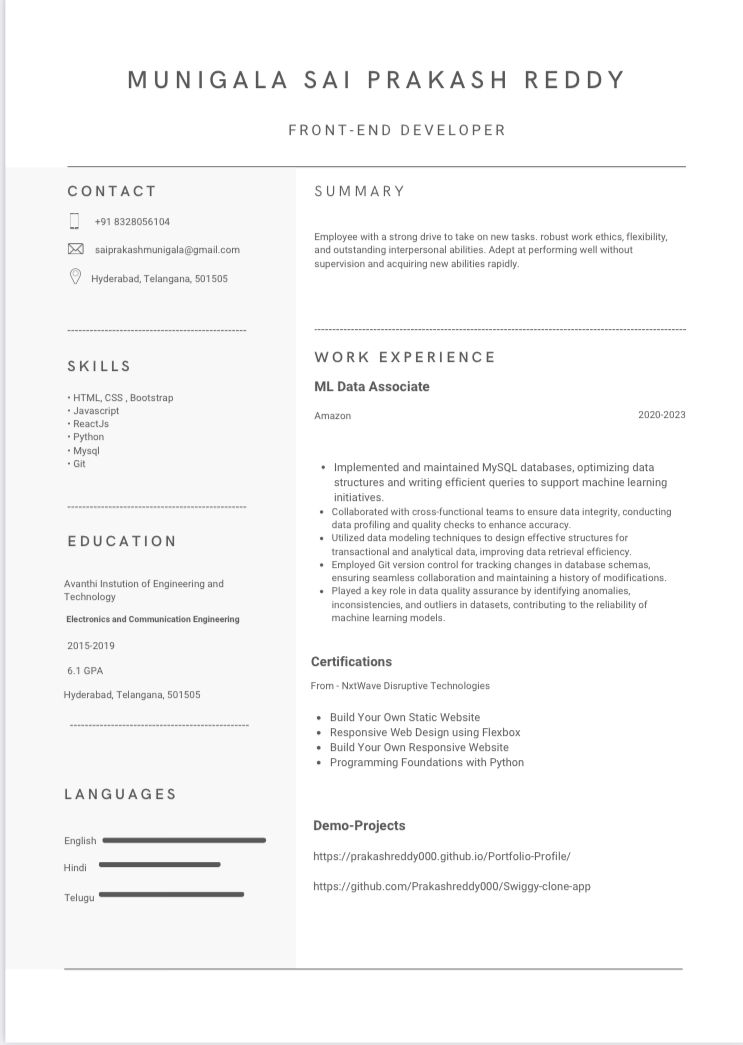 MUNIGALA SAI PRAKASH REDDY
FRONT-END DEVELOPER
CONTACT
+91 8328056104
saiprakashmunigala@gmail.com
Hyderabad, Telangana, 501505
-------------------------------------------------
SKILLS
• HTML, CSS , Bootstrap
• Javascript
• ReactJs
• Python
• Mysql
• Git
-------------------------------------------------
EDUCATION
Avanthi Instution of Engineering and
Technology
Electronics and Communication Engineering
2015-2019
6.1 GPA
Hyderabad, Telangana, 501505
-------------------------------------------------
LANGUAGES
English
Hindi
Telugu
SUMMARY
Employee with a strong drive to take on new tasks. robust work ethics, flexibility,
and outstanding interpersonal abilities. Adept at performing well without
supervision and acquiring new abilities rapidly.
-----------------------------------------------------------------------------------------------------
WORK EXPERIENCE
ML Data Associate
Amazon 2020-2023
• Implemented and maintained MySQL databases, optimizing data
structures and writing efficient queries to support machine learning
initiatives.
• Collaborated with cross-functional teams to ensure data integrity, conducting
data profiling and quality checks to enhance accuracy.
• Utilized data modeling techniques to design effective structures for
transactional and analytical data, improving data retrieval efficiency.
• Employed Git version control for tracking changes in database schemas,
ensuring seamless collaboration and maintaining a history of modifications.
• Played a key role in data quality assurance by identifying anomalies,
inconsistencies, and outliers in datasets, contributing to the reliability of
machine learning models.
Certifications
From - NxtWave Disruptive Technologies
• Build Your Own Static Website
• Responsive Web Design using Flexbox
• Build Your Own Responsive Website
• Programming Foundations with Python
Demo-Projects
https://prakashreddy000.github.io/Portfolio-Profile/
https://github.com/Prakashreddy000/Swiggy-clone-app